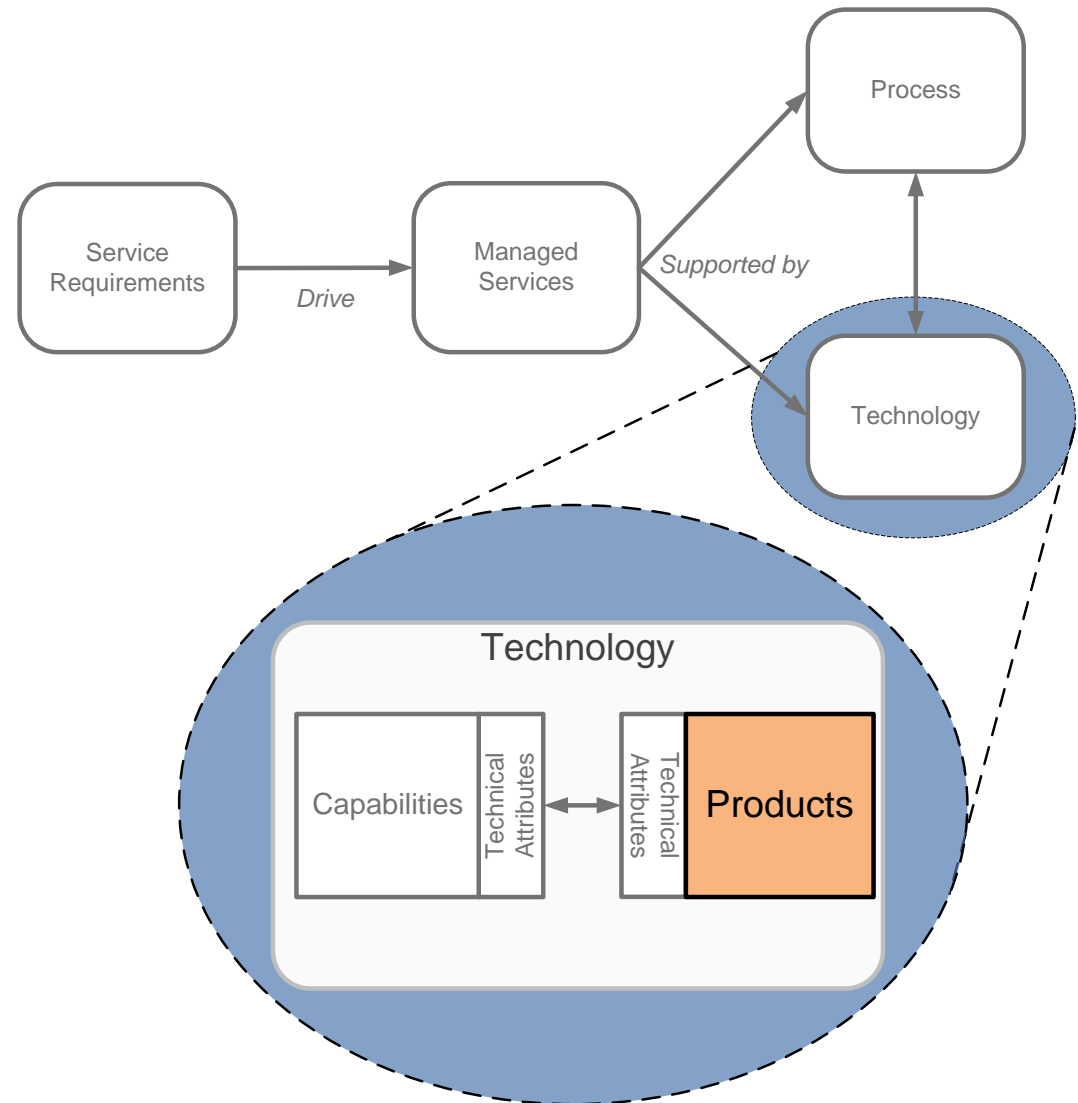 Process
Service
Requirements
Drive
Managed
Services
Supported by
Technology
Technology
Capabilities
Technical
Attributes
Technical
Attributes
Products